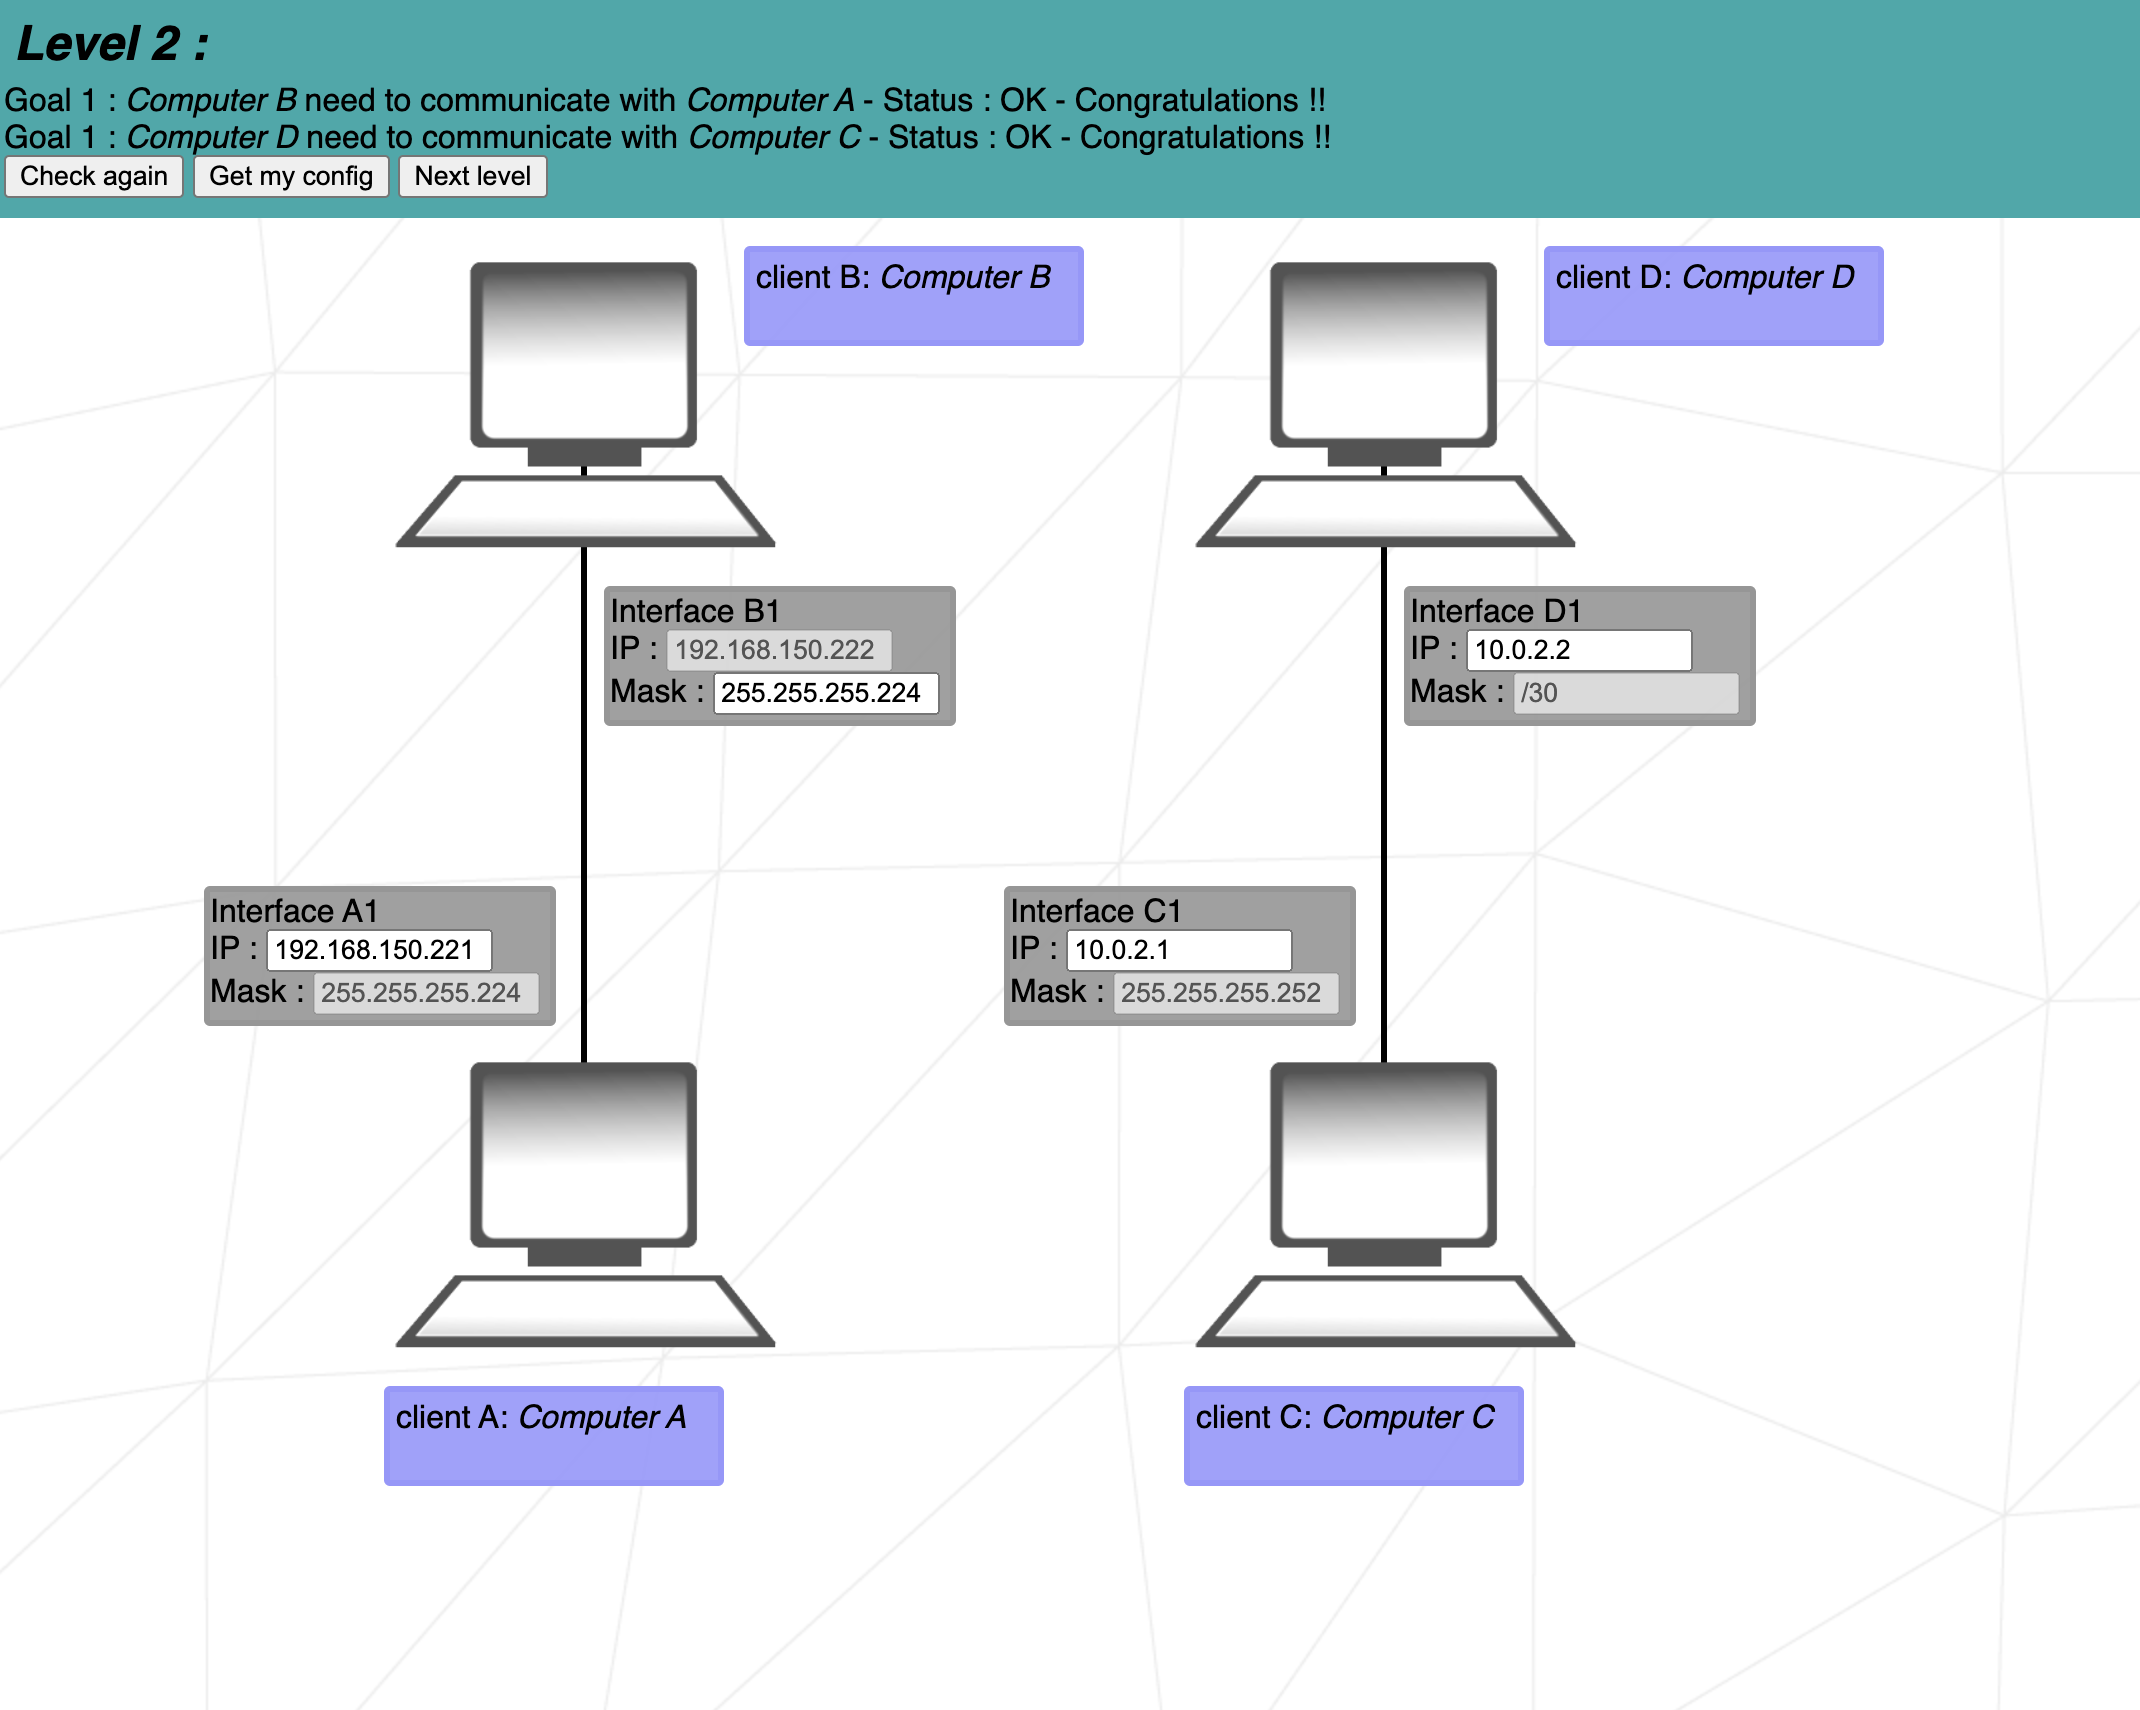 Level 2 :
Goal 1 : Computer B need to communicate with Computer A - Status : OK - Congratulations !!
Goal 1 : Computer D need to communicate with Computer C - Status : OK - Congratulations !!
Check again Get my config Next level
client B: Computer B
client D: Computer D
Interface B1
IP : 192.168.150.222
Mask : 255.255.255.224
Interface D1
IP : 10.0.2.2
Mask : /30
Interface A1
IP : 192.168.150.221
Mask : 255.255.255.224
Interface C1
IP : 10.0.2.1
Mask : 255.255.255.252
client A: Computer A
client C: Computer C